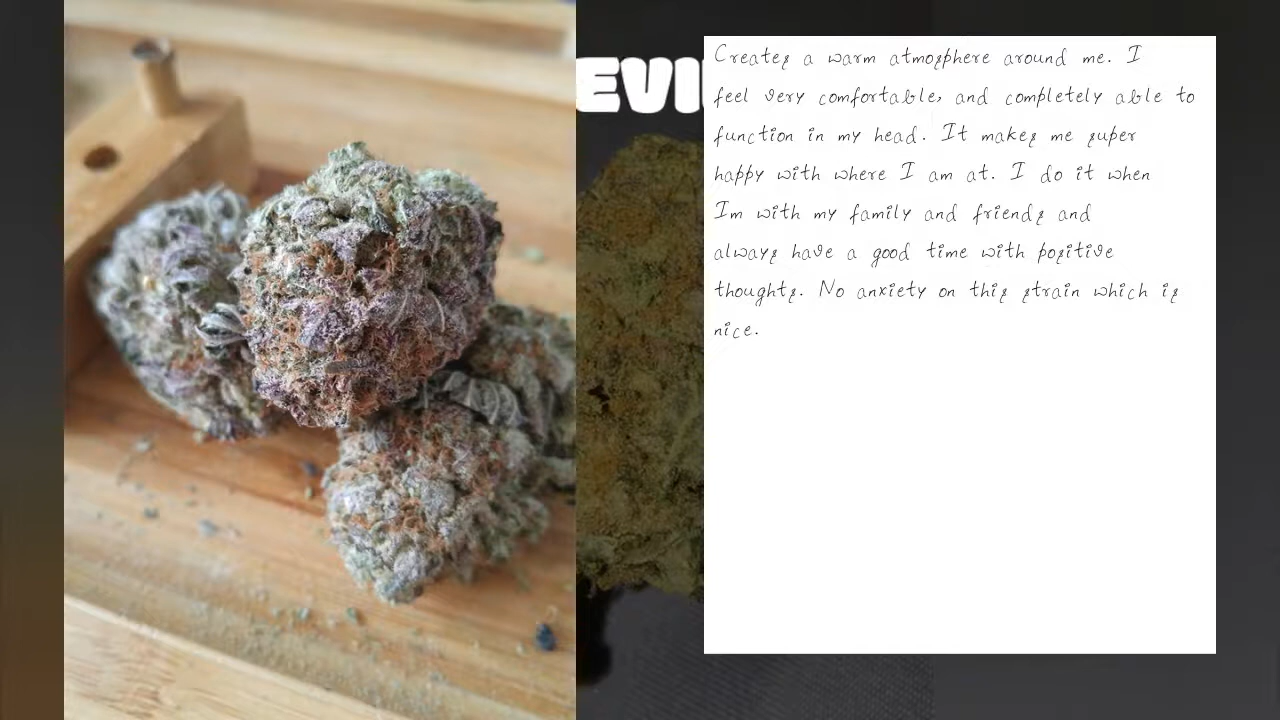 EVI
Creates a warm atmosphere around me. I
feel very comfortable, and completely able to
function in my head. It makes me super
happy with where I am at. I do it when
Im with my family and friends and
always have a good time with positive
thoughts. No anxiety on this strain which is
nice.